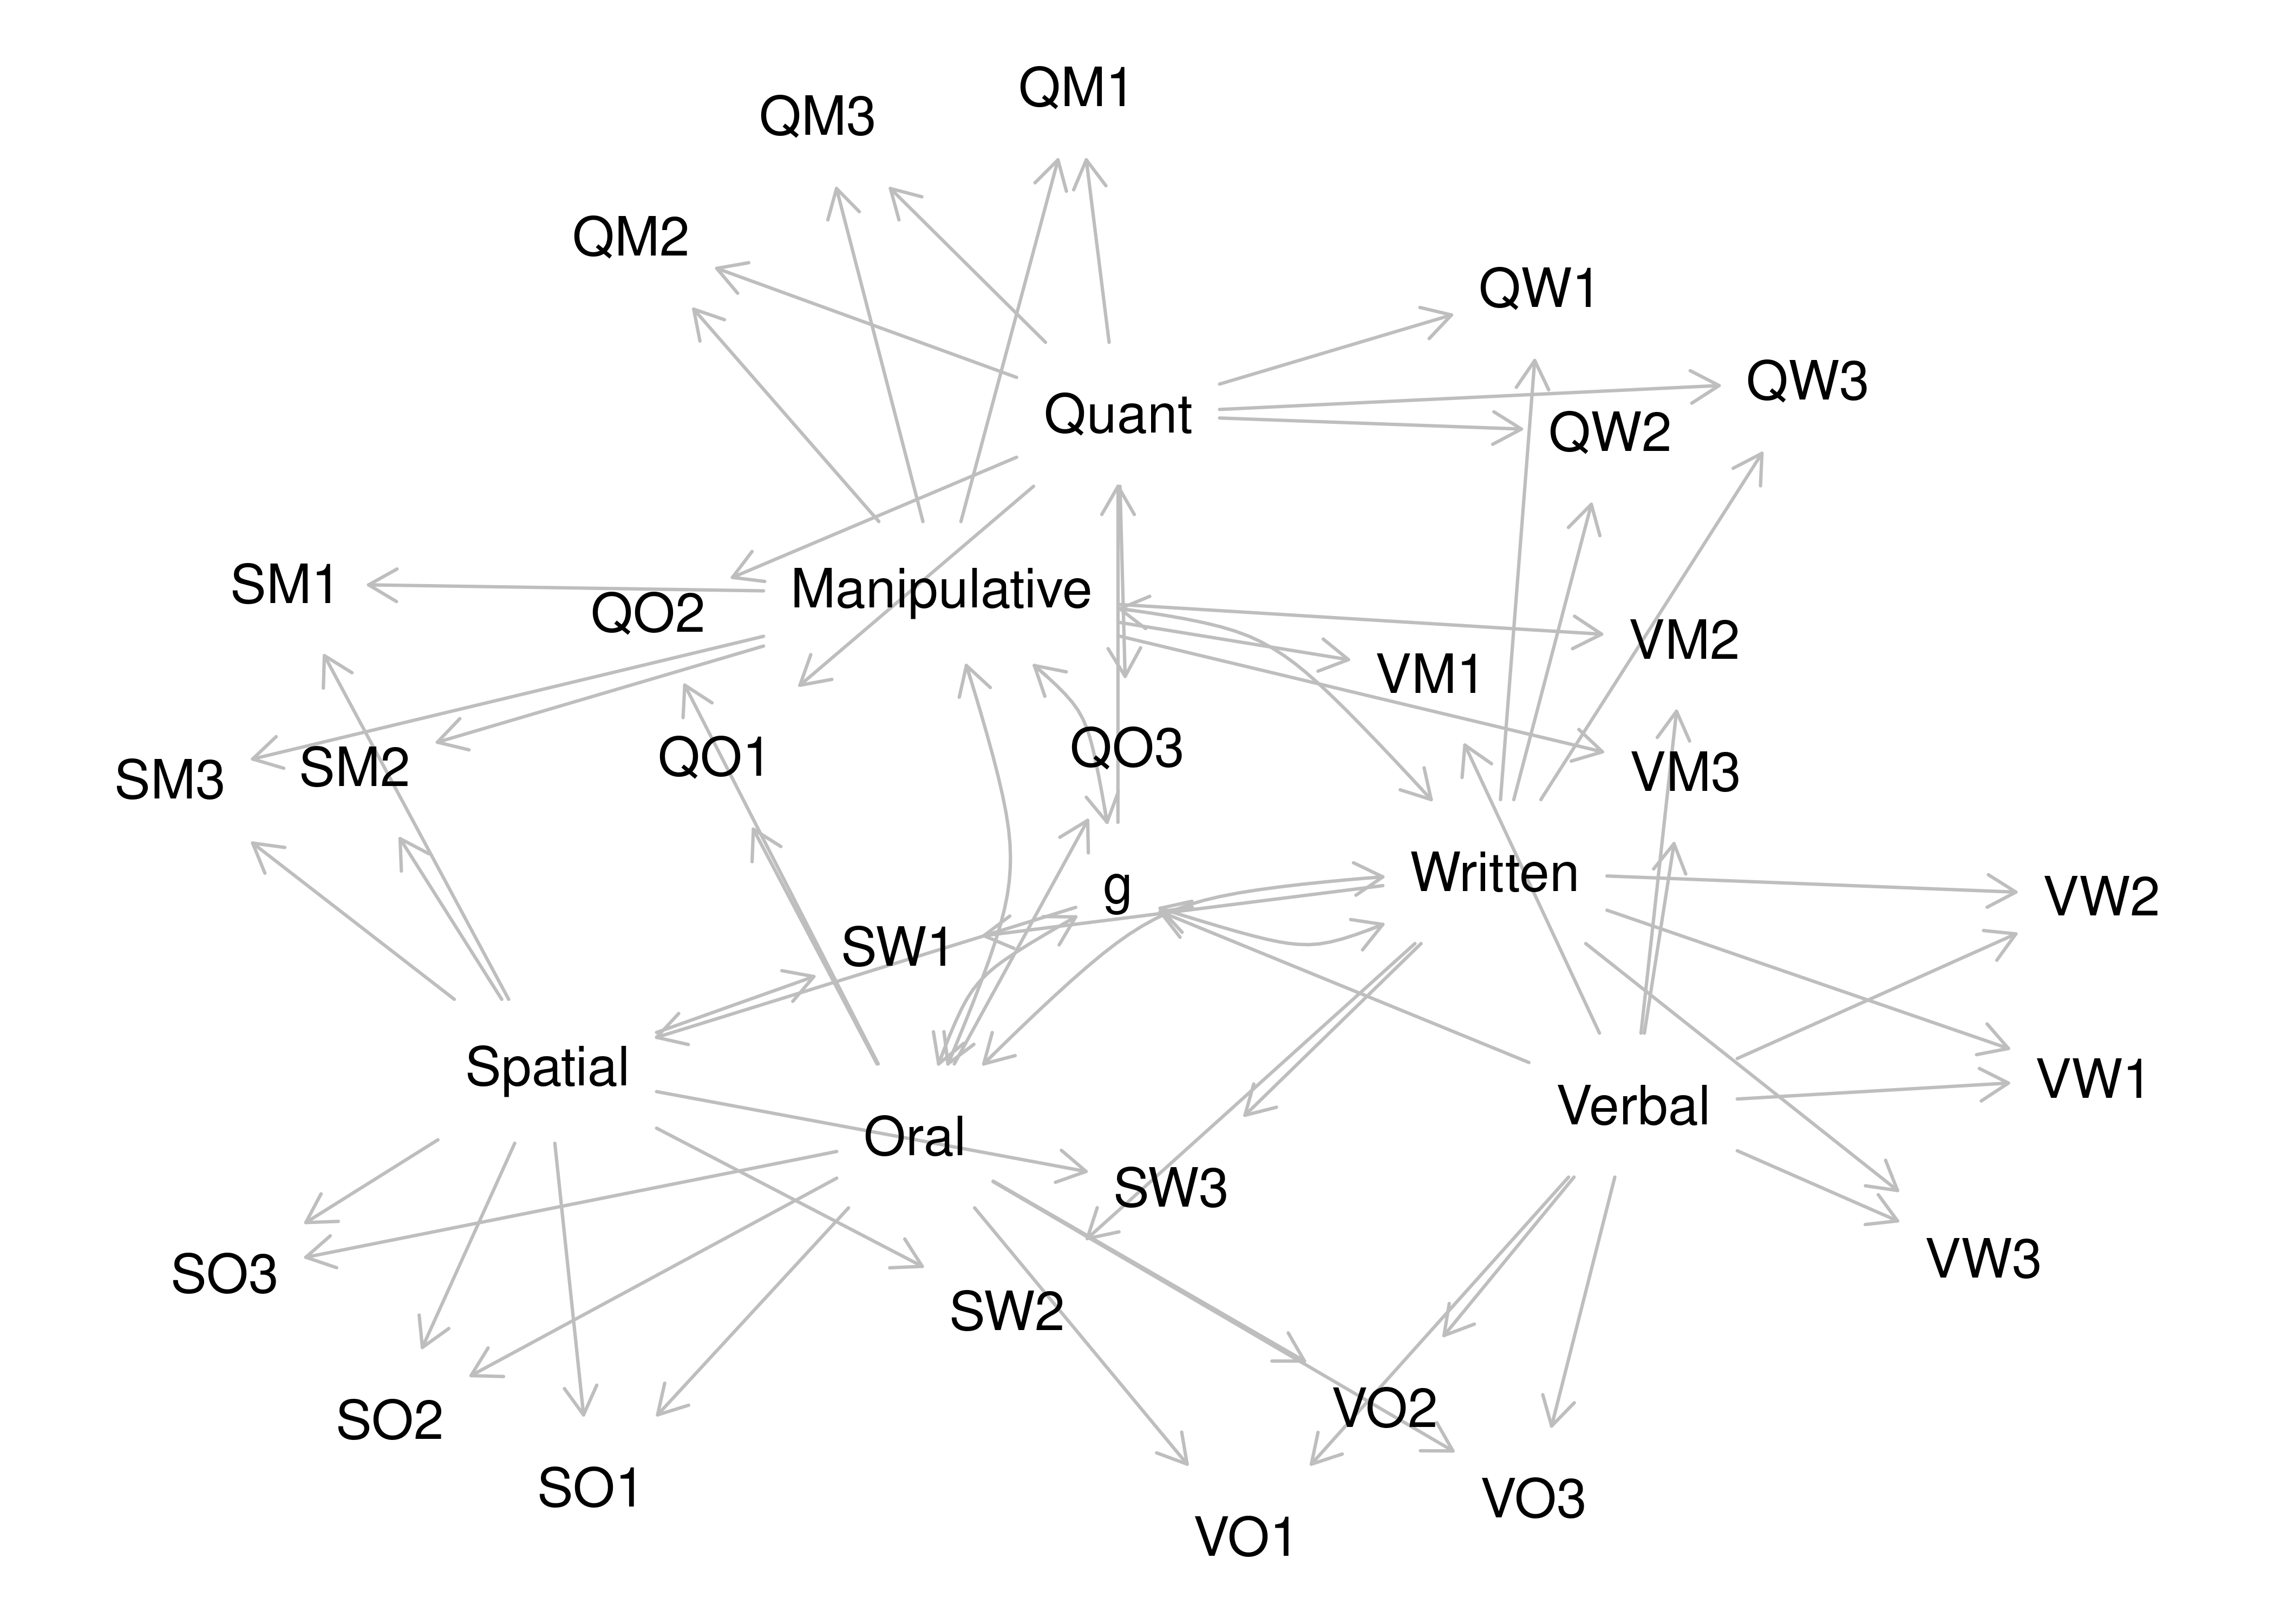 QM1
QM3
QM2
QW1
QW3
Quant
QW2
SM1
Manipulative
QO2
VM2
VM1
QO3
QO1
SM2
SM3
VM3
Written
g
VW2
SW1
Spatial
VW1
Verbal
Oral
SW3
VW3
SO3
SW2
VO2
SO2
SO1
VO3
VO1